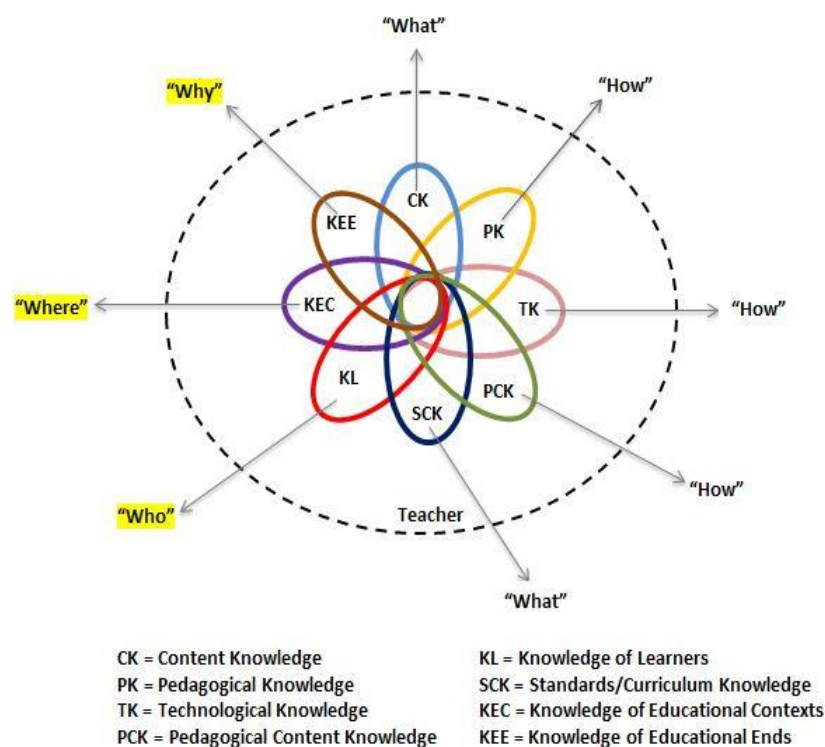 “What”
“Why”
“How”
CK
KEE
PK
“Where”
KEC
TK
“How”
KL
PCK
SCK
“How”
“Who”
Teacher
“What”
CK = Content Knowledge
PK = Pedagogical Knowledge
TK = Technological Knowledge
PCK = Pedagogical Content Knowledge
KL = Knowledge of Learners
SCK = Standards/Curriculum Knowledge
KEC = Knowledge of Educational Contexts
KEE = Knowledge of Educational Ends